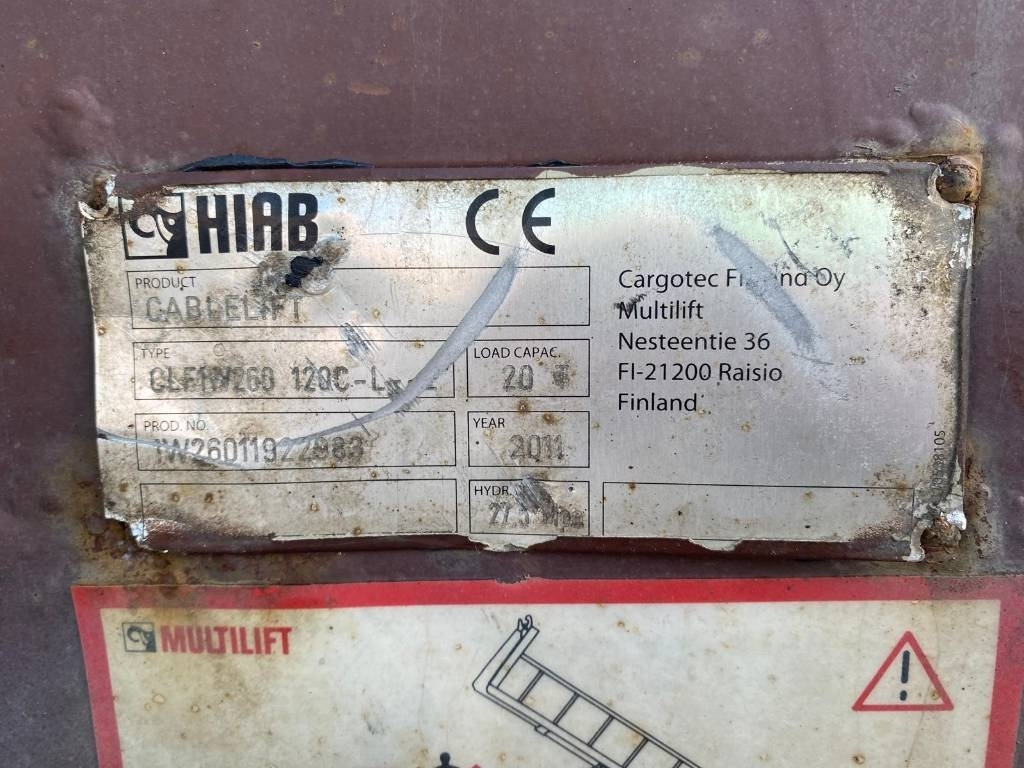 HIAB CE
PRODUCT
CABLELIFT
TYPE
120C-L
LOAD CAPAC.
20 T
PROD. NO.
YEAR
2011
HYDR.
Cargotec Oy
Multilift
Nesteentie 36
FI-21200 Raisio
Finland
MULTILIFT
!